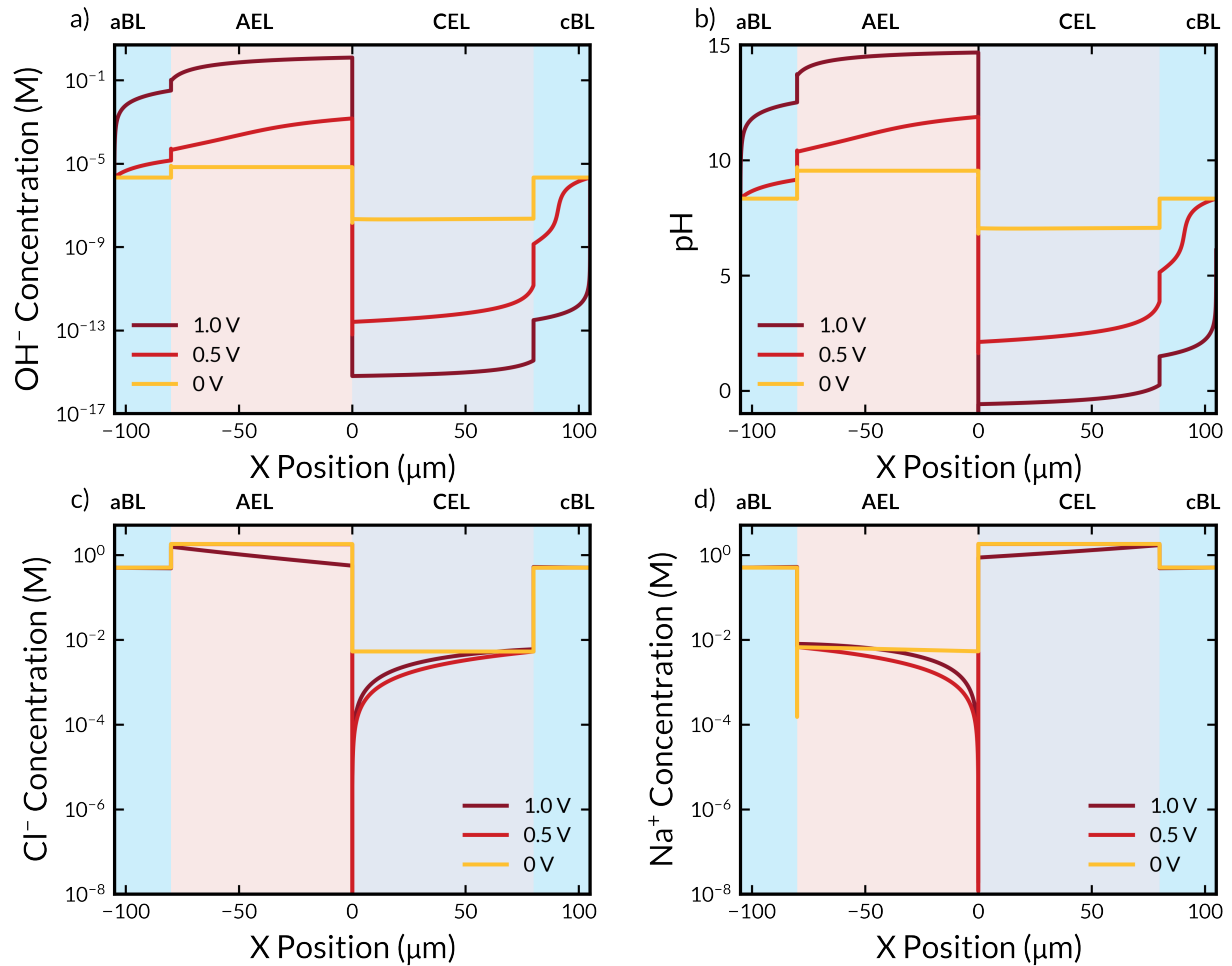 a) aBL AEL CEL cBL
OH⁻ Concentration (M)
10⁻¹
10⁻⁵
10⁻⁹
10⁻¹³
10⁻¹⁷
1.0 V
0.5 V
0 V
−100 −50 0 50 100
X Position (μm)
b) aBL AEL CEL cBL
pH
15
10
5
0
1.0 V
0.5 V
0 V
−100 −50 0 50 100
X Position (μm)
c) aBL AEL CEL cBL
Cl⁻ Concentration (M)
10⁰
10⁻²
10⁻⁴
10⁻⁶
10⁻⁸
1.0 V
0.5 V
0 V
−100 −50 0 50 100
X Position (μm)
d) aBL AEL CEL cBL
Na⁺ Concentration (M)
10⁰
10⁻²
10⁻⁴
10⁻�6
10⁻⁸
1.0 V
0.5 V
0 V
−100 −50 0 50 100
X Position (μm)